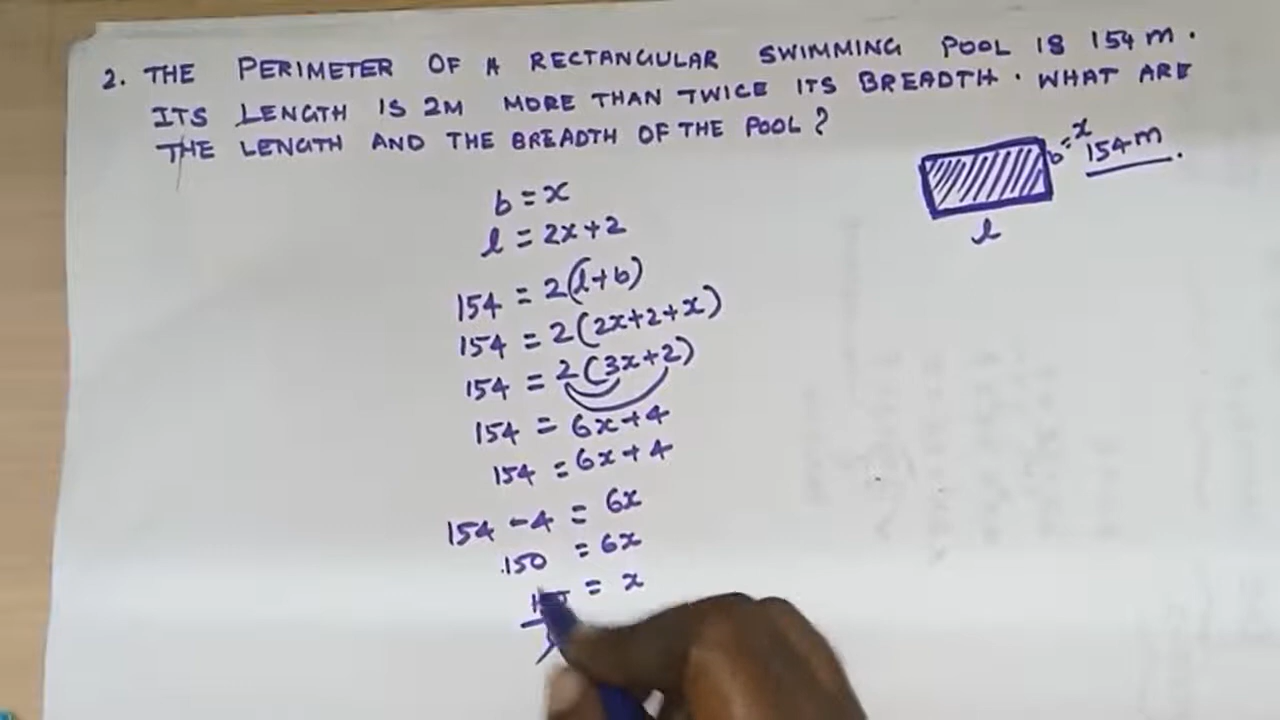 2. THE PERIMETER OF A RECTANGULAR SWIMMING POOL IS 154 M.
ITS LENGTH IS 2M MORE THAN TWICE ITS BREADTH. WHAT ARE
THE LENGTH AND THE BREADTH OF THE POOL?
b = x
154 m.
l
b = x
l = 2x+2
154 = 2(l+b)
154 = 2(2x+2+x)
154 = 2(3x+2)
154 = 6x+4
154 = 6x+4
154 - 4 = 6x
150 = 6x
= x